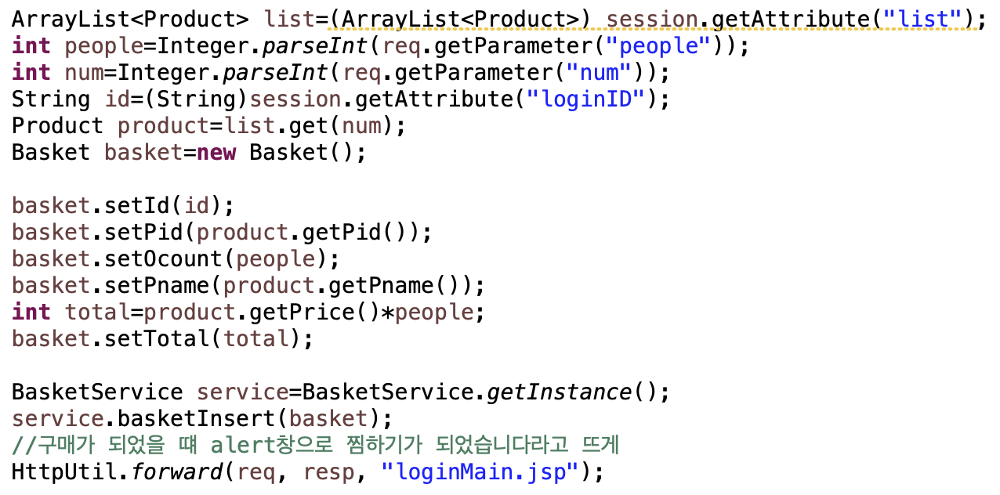 ArrayList<Product> list=(ArrayList<Product>) session.getAttribute("list");
int people=Integer.parseInt(req.getParameter("people"));
int num=Integer.parseInt(req.getParameter("num"));
String id=(String)session.getAttribute("loginID");
Product product=list.get(num);
Basket basket=new Basket();
basket.setId(id);
basket.setPid(product.getPid());
basket.setOcount(people);
basket.setPname(product.getPname());
int total=product.getPrice()*people;
basket.setTotal(total);
BasketService service=BasketService.getInstance();
service.basketInsert(basket);
//구매가 되었을 떄 alert창으로 찜하기가 되었습니다라고 뜨게
HttpUtil.forward(req, resp, "loginMain.jsp");